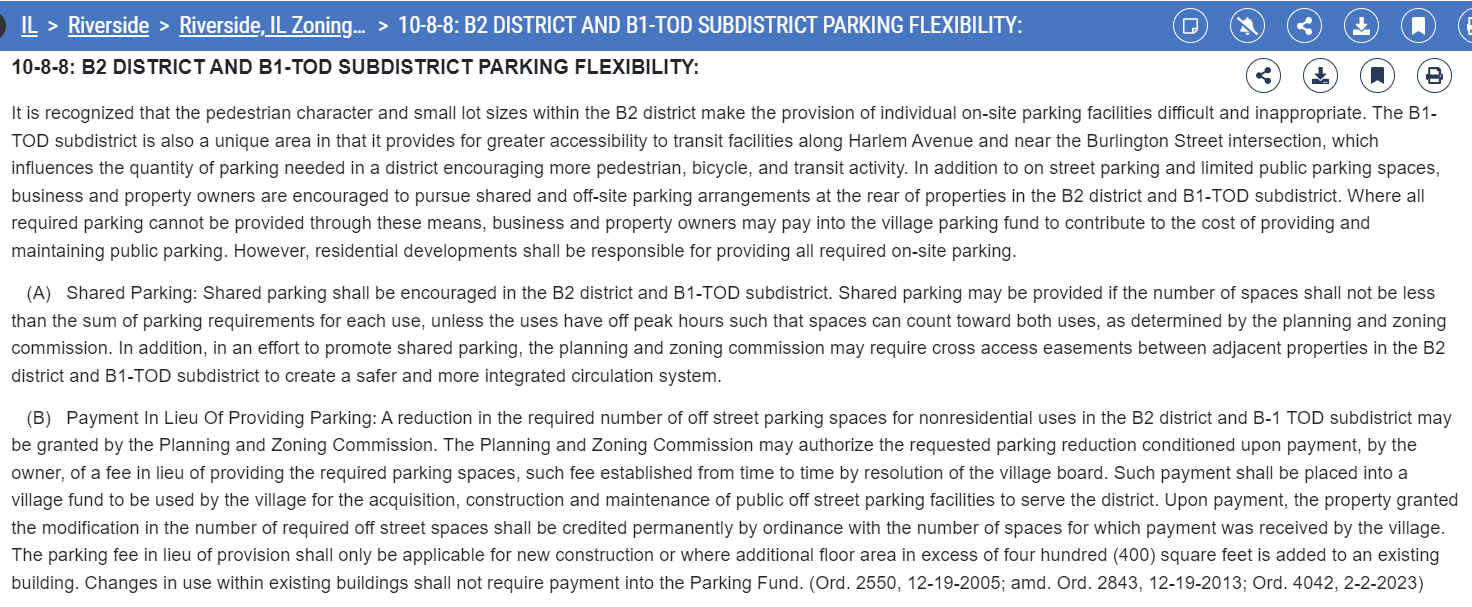 IL > Riverside > Riverside, IL Zoning... > 10-8-8: B2 DISTRICT AND B1-TOD SUBDISTRICT PARKING FLEXIBILITY:
10-8-8: B2 DISTRICT AND B1-TOD SUBDISTRICT PARKING FLEXIBILITY:
It is recognized that the pedestrian character and small lot sizes within the B2 district make the provision of individual on-site parking facilities difficult and inappropriate. The B1-
TOD subdistrict is also a unique area in that it provides for greater accessibility to transit facilities along Harlem Avenue and near the Burlington Street intersection, which
influences the quantity of parking needed in a district encouraging more pedestrian, bicycle, and transit activity. In addition to on street parking and limited public parking spaces,
business and property owners are encouraged to pursue shared and off-site parking arrangements at the rear of properties in the B2 district and B1-TOD subdistrict. Where all
required parking cannot be provided through these means, business and property owners may pay into the village parking fund to contribute to the cost of providing and
maintaining public parking. However, residential developments shall be responsible for providing all required on-site parking.
(A) Shared Parking: Shared parking shall be encouraged in the B2 district and B1-TOD subdistrict. Shared parking may be provided if the number of spaces shall not be less
than the sum of parking requirements for each use, unless the uses have off peak hours such that spaces can count toward both uses, as determined by the planning and zoning
commission. In addition, in an effort to promote shared parking, the planning and zoning commission may require cross access easements between adjacent properties in the B2
district and B1-TOD subdistrict to create a safer and more integrated circulation system.
(B) Payment In Lieu Of Providing Parking: A reduction in the required number of off street parking spaces for nonresidential uses in the B2 district and B-1 TOD subdistrict may
be granted by the Planning and Zoning Commission. The Planning and Zoning Commission may authorize the requested parking reduction conditioned upon payment, by the
owner, of a fee in lieu of providing the required parking spaces, such fee established from time to time by resolution of the village board. Such payment shall be placed into a
village fund to be used by the village for the acquisition, construction and maintenance of public off street parking facilities to serve the district. Upon payment, the property granted
the modification in the number of required off street spaces shall be credited permanently by ordinance with the number of spaces for which payment was received by the village.
The parking fee in lieu of provision shall only be applicable for new construction or where additional floor area in excess of four hundred (400) square feet is added to an existing
building. Changes in use within existing buildings shall not require payment into the Parking Fund. (Ord. 2550, 12-19-2005; amd. Ord. 2843, 12-19-2013; Ord. 4042, 2-2-2023)